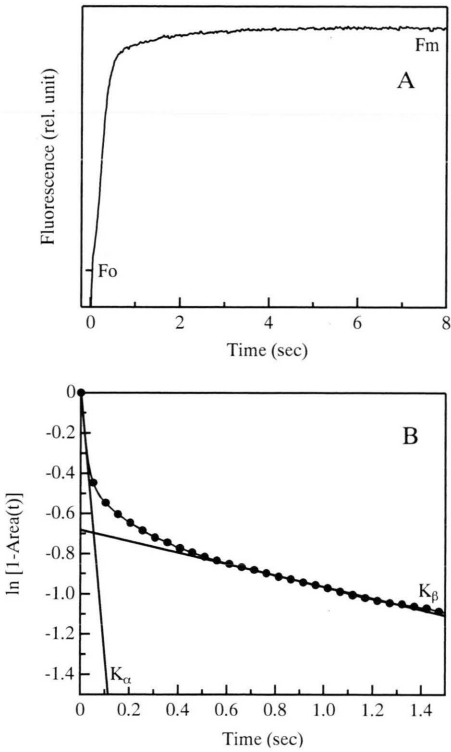 Fm
A
Fluorescence (rel. unit)
Fo
0 2 4 6 8
Time (sec)
0
B
-0.2
-0.4
-0.6
-0.8
-1.0
-1.2
-1.4
ln [1-Area(t)]
Kβ
Kα
0 0.2 0.4 0.6 0.8 1.0 1.2 1.4
Time (sec)